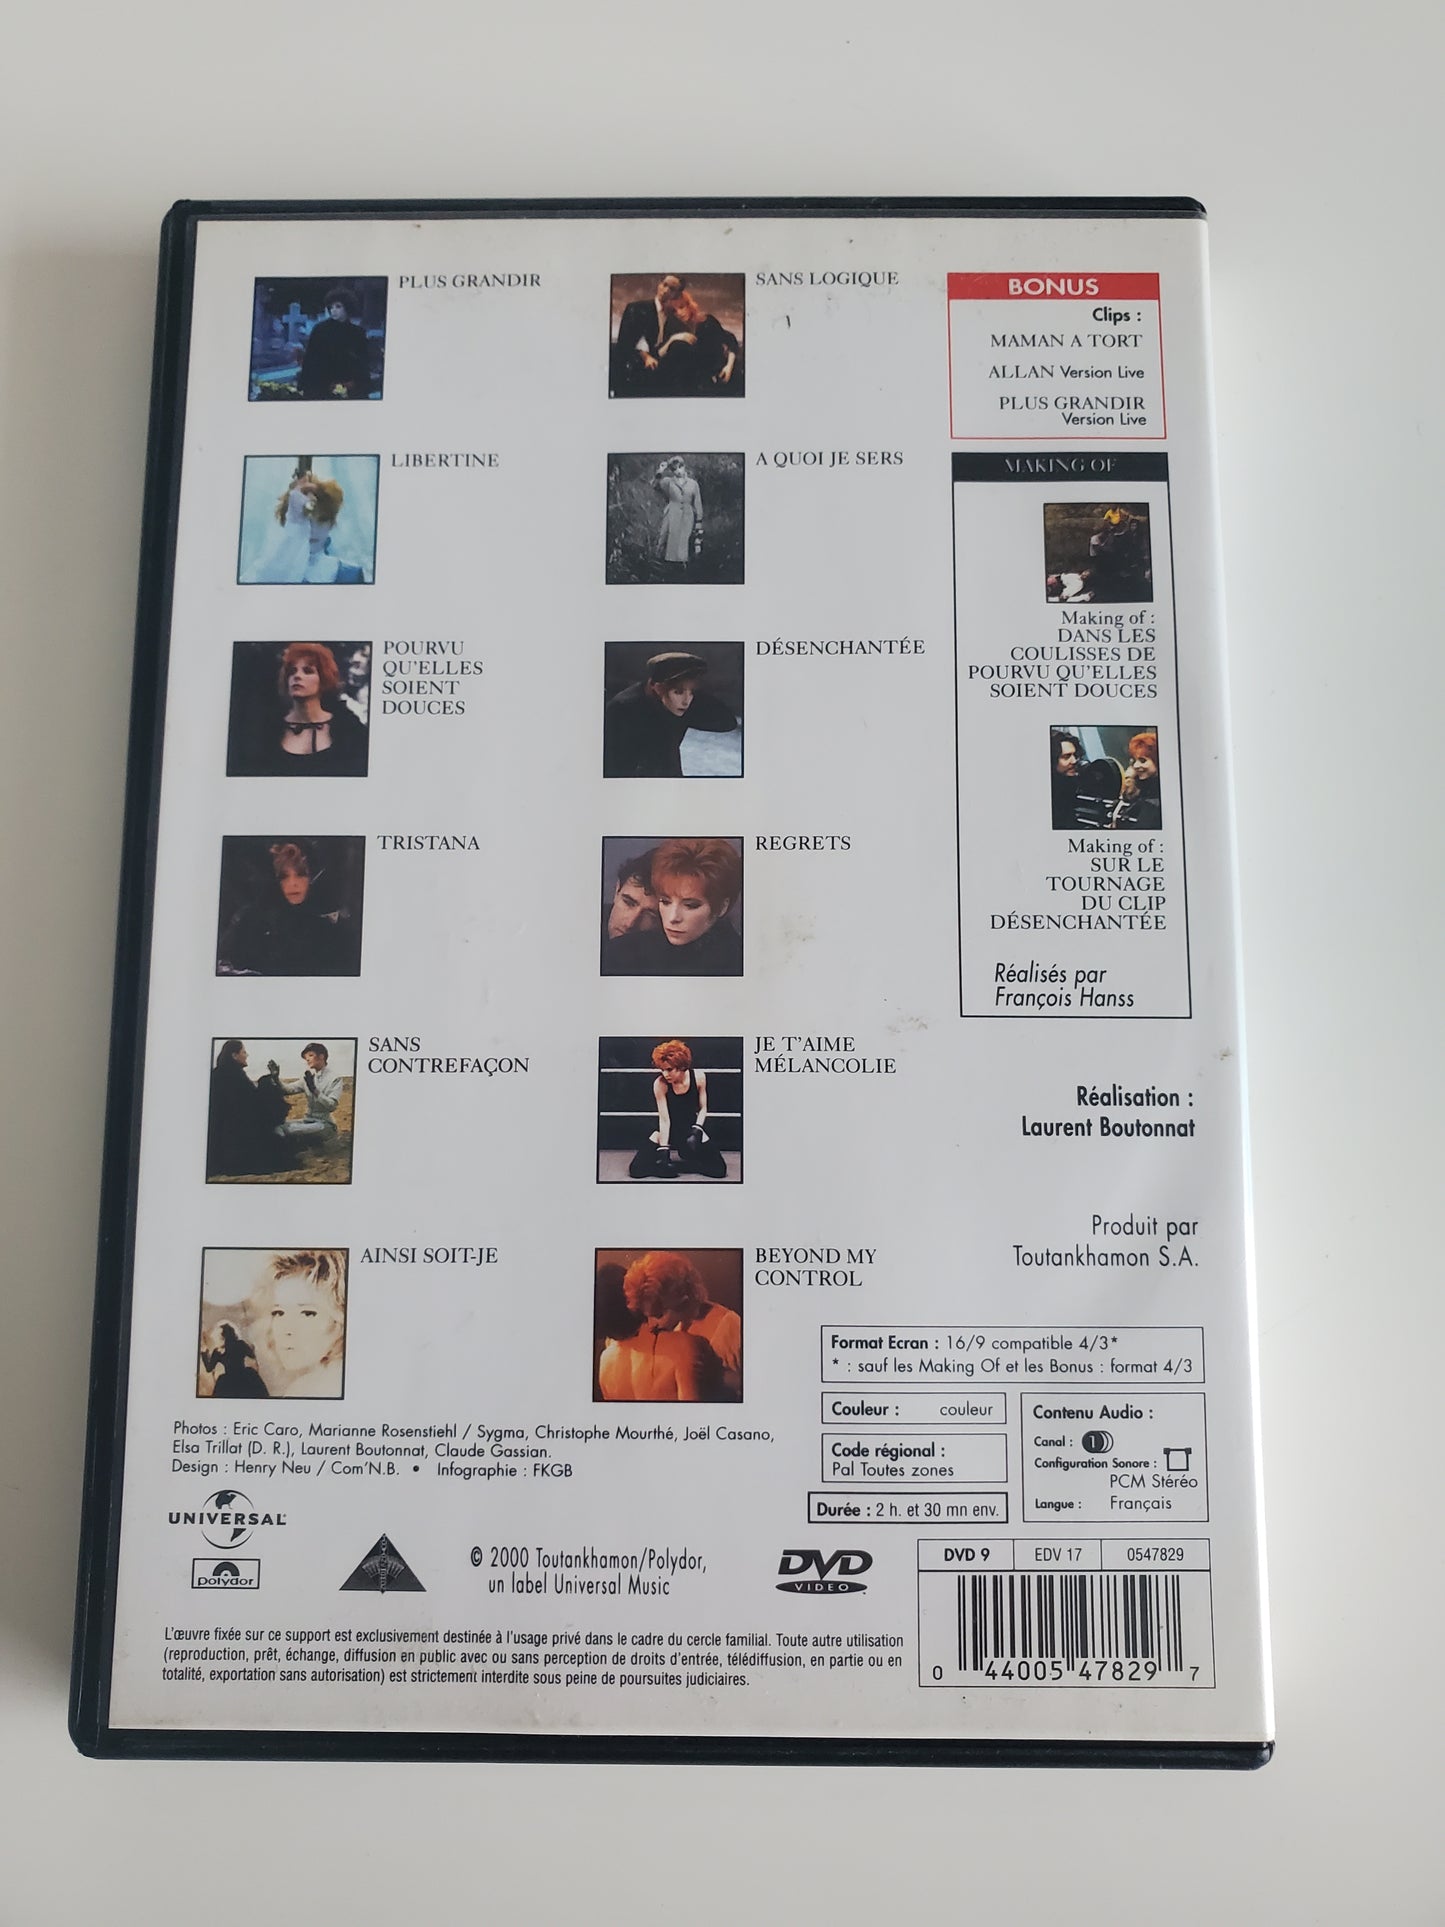 PLUS GRANDIR
LIBERTINE
POURVU
QU'ELLES
SOIENT
DOUCES
TRISTANA
SANS
CONTREFAÇON
AINSI SOIT-JE
SANS LOGIQUE
A QUOI JE SERS
DÉSENCHANTÉE
REGRETS
JE T'AIME
MÉLANCOLIE
BEYOND MY
CONTROL
BONUS
Clips :
MAMAN A TORT
ALLAN Version Live
PLUS GRANDIR
Version Live
MAKING OF
Making of :
DANS LES
COULISSES DE
POURVU QU'ELLES
SOIENT DOUCES
Making of :
SUR LE
TOURNAGE
DU CLIP
DÉSENCHANTÉE
Réalisés par
François Hanss
Réalisation :
Laurent Boutonnat
Produit par
Toutankhamon S.A.
Format Ecran : 16/9 compatible 4/3*
* : sauf les Making Of et les Bonus : format 4/3
Couleur : couleur
Code régional :
Pal Toutes zones
Durée : 2 h. et 30 mn env.
Contenu Audio :
Canal : 1
Configuration Sonore :
PCM Stéréo
Langue : Français
Photos : Eric Caro, Marianne Rosenstiehl / Sygma, Christophe Mourthé, Joël Casano,
Elsa Trillat (D. R.), Laurent Boutonnat, Claude Gassian.
Design : Henry Neu / Com'N.B. • Infographie : FKGB
UNIVERSAL
polydor
© 2000 Toutankhamon/Polydor,
un label Universal Music
DVD
VIDEO
DVD 9 EDV 17 0547829
0 44005 47829 7
L'œuvre fixée sur ce support est exclusivement destinée à l'usage privé dans le cadre du cercle familial. Toute autre utilisation
(reproduction, prêt, échange, diffusion en public avec ou sans perception de droits d'entrée, télédiffusion, en partie ou en
totalité, exportation sans autorisation) est strictement interdite sous peine de poursuites judiciaires.